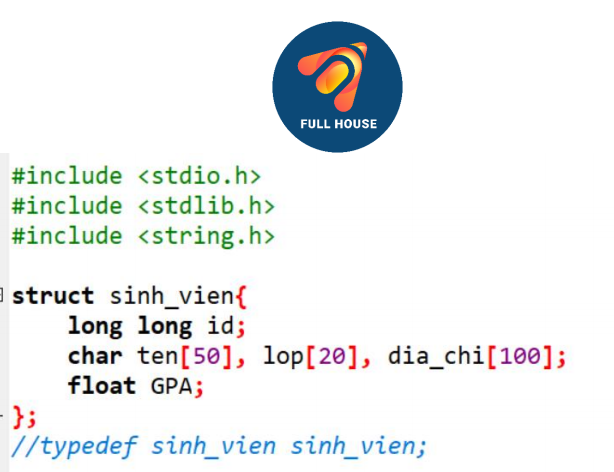 FULL HOUSE
#include <stdio.h>
#include <stdlib.h>
#include <string.h>
struct sinh_vien{
long long id;
char ten[50], lop[20], dia_chi[100];
float GPA;
};
//typedef sinh_vien sinh_vien;